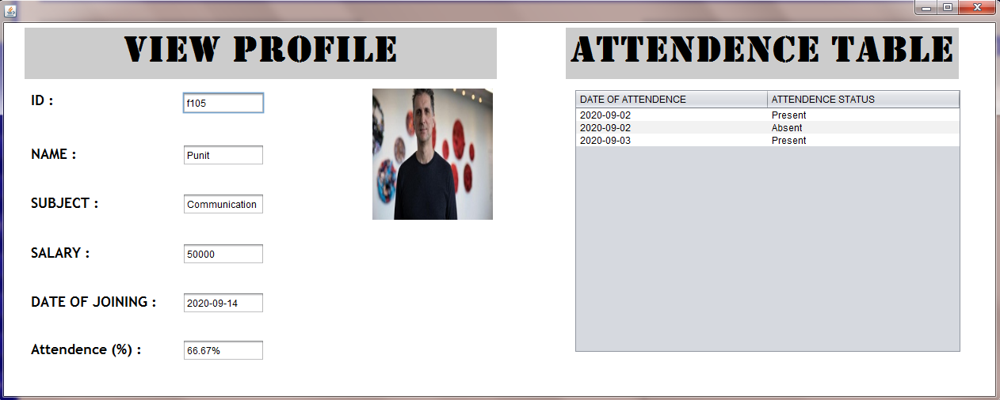 VIEW PROFILE
ID : f105
NAME : Punit
SUBJECT : Communication
SALARY : 50000
DATE OF JOINING : 2020-09-14
Attendence (%) : 66.67%
ATTENDENCE TABLE
DATE OF ATTENDENCE ATTENDENCE STATUS
2020-09-02 Present
2020-09-02 Absent
2020-09-03 Present